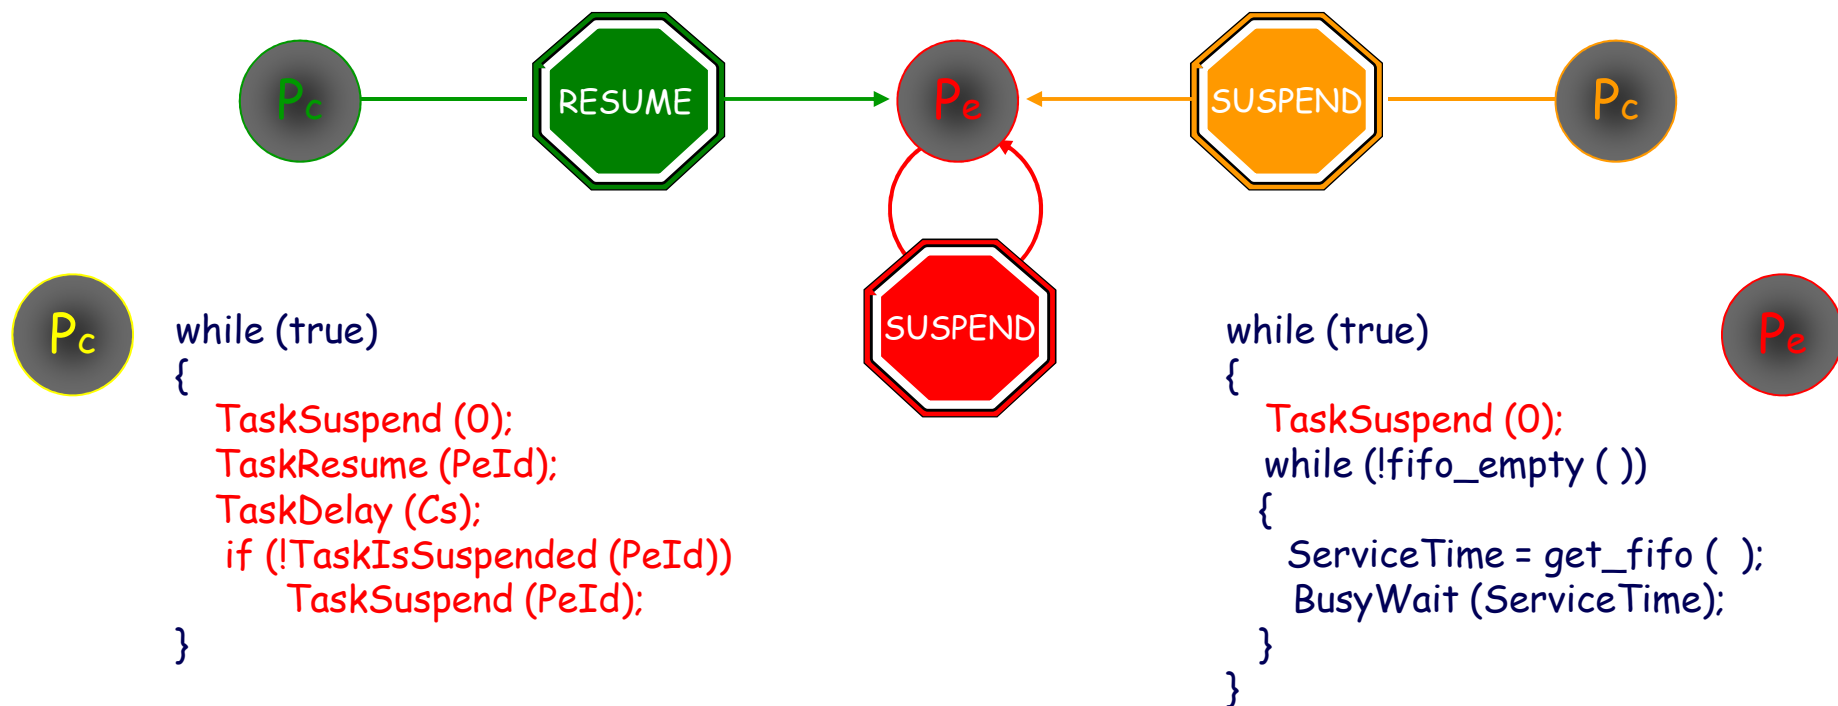 Pc
RESUME
Pe
SUSPEND
Pc
SUSPEND
Pc
while (true)
{
TaskSuspend (0);
TaskResume (PeId);
TaskDelay (Cs);
if (!TaskIsSuspended (PeId))
TaskSuspend (PeId);
}
while (true)
{
TaskSuspend (0);
while (!fifo_empty ( ))
{
ServiceTime = get_fifo (  );
BusyWait (ServiceTime);
}
}
Pe